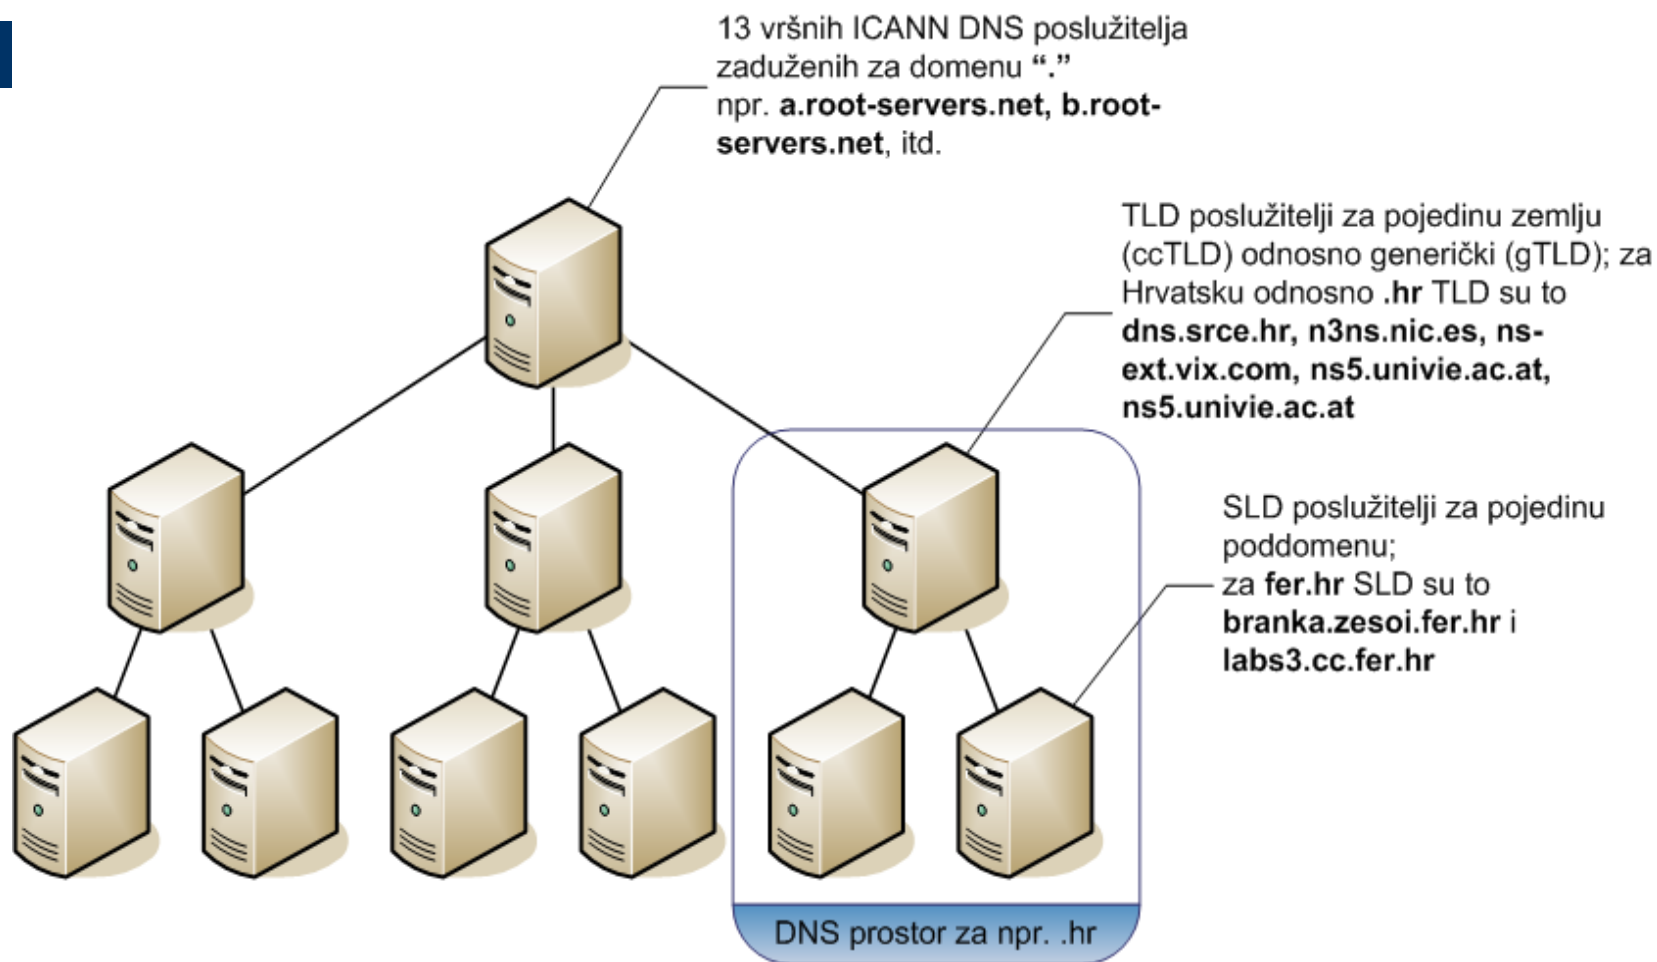 13 vršnih ICANN DNS poslužitelja
zaduženih za domenu “.”
npr. a.root-servers.net, b.root-
servers.net, itd.
TLD poslužitelji za pojedinu zemlju
(ccTLD) odnosno generički (gTLD); za
Hrvatsku odnosno .hr TLD su to
dns.srce.hr, n3ns.nic.es, ns-
ext.vix.com, ns5.univie.ac.at,
ns5.univie.ac.at
SLD poslužitelji za pojedinu
poddomenu;
za fer.hr SLD su to
branka.zesoi.fer.hr i
labs3.cc.fer.hr
DNS prostor za npr. .hr